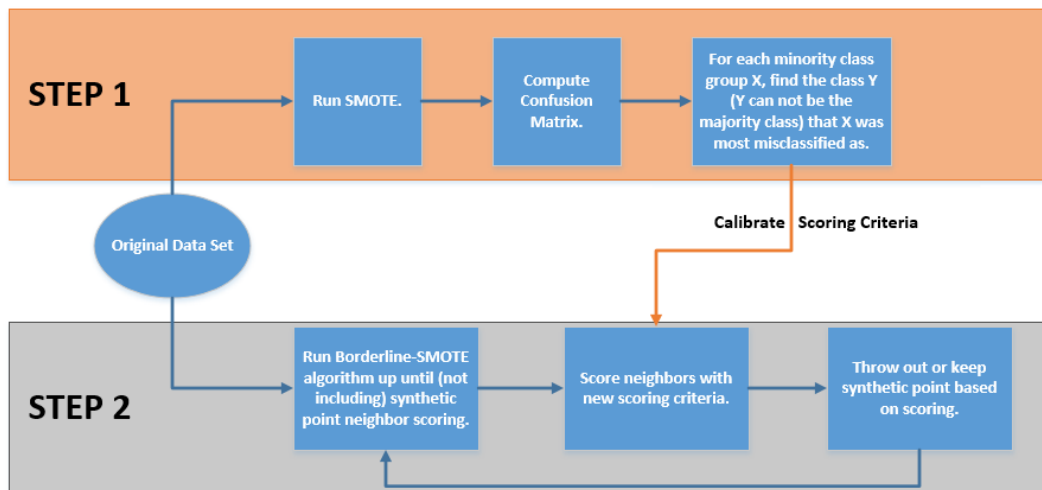 STEP 1
Run SMOTE.
Compute
Confusion
Matrix.
For each minority class
group X, find the class Y
(Y can not be the
majority class) that X was
most misclassified as.
Original Data Set
Calibrate Scoring Criteria
STEP 2
Run Borderline-SMOTE
algorithm up until (not
including) synthetic
point neighbor scoring.
Score neighbors with
new scoring criteria.
Throw out or keep
synthetic point based
on scoring.